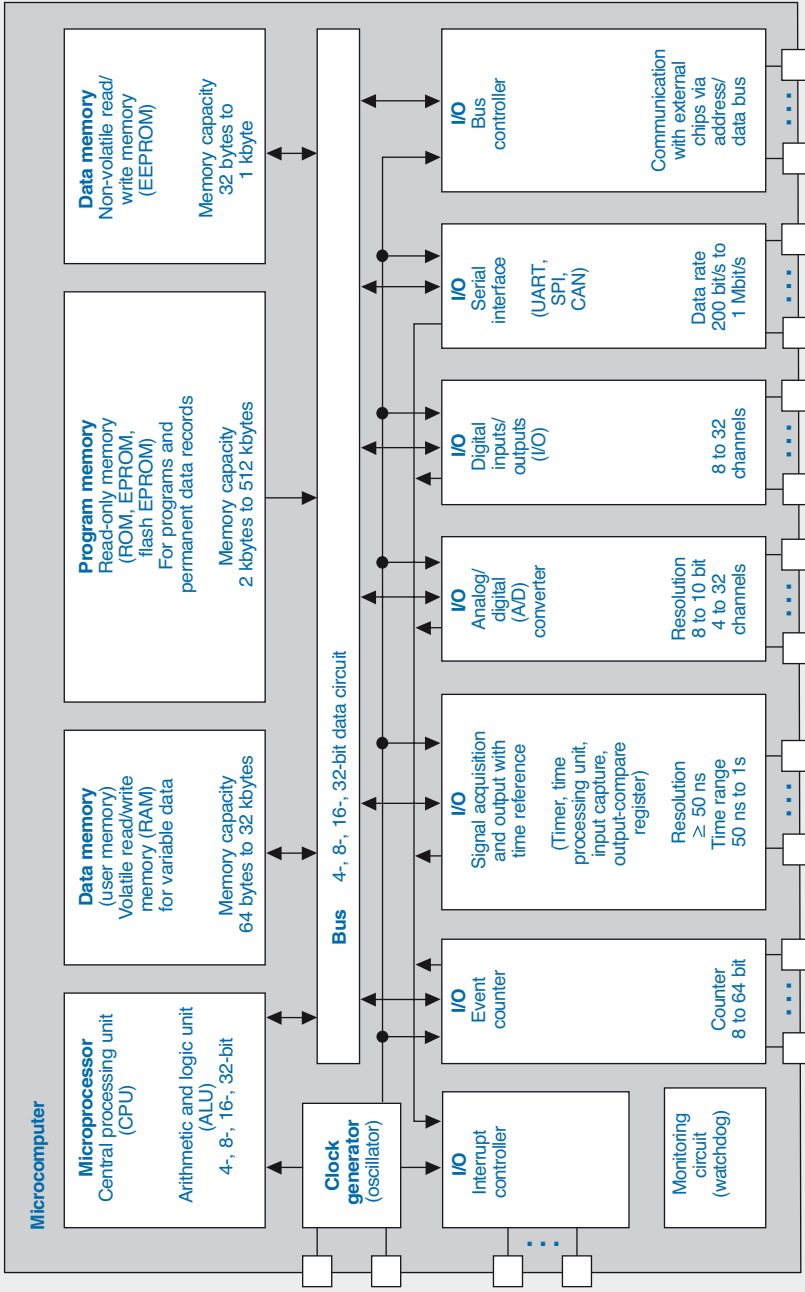 Microcomputer
Microprocessor
Central processing unit
(CPU)
Arithmetic and logic unit
(ALU)
4-, 8-, 16-, 32-bit
Data memory
(user memory)
Volatile read/write
memory (RAM)
for variable data
Memory capacity
64 bytes to 32 kbytes
Program memory
Read-only memory
(ROM, EPROM,
flash EPROM)
For programs and
permanent data records
Memory capacity
2 kbytes to 512 kbytes
Data memory
Non-volatile read/
write memory
(EEPROM)
Memory capacity
32 bytes to
1 kbyte
Clock
generator
(oscillator)
Bus 4-, 8-, 16-, 32-bit data circuit
I/O
Interrupt
controller
Monitoring
circuit
(watchdog)
I/O
Event
counter
Counter
8 to 64 bit
I/O
Signal acquisition
and output with
time reference
(Timer, time
processing unit,
input capture,
output-compare
register)
Resolution
≥ 50 ns
Time range
50 ns to 1s
I/O
Analog/
digital
(A/D)
converter
Resolution
8 to 10 bit
4 to 32
channels
I/O
Digital
inputs/
outputs
(I/O)
8 to 32
channels
I/O
Serial
interface
(UART,
SPI,
CAN)
Data rate
200 bit/s to
1 Mbit/s
I/O
Bus
controller
Communication
with external
chips via
address/
data bus